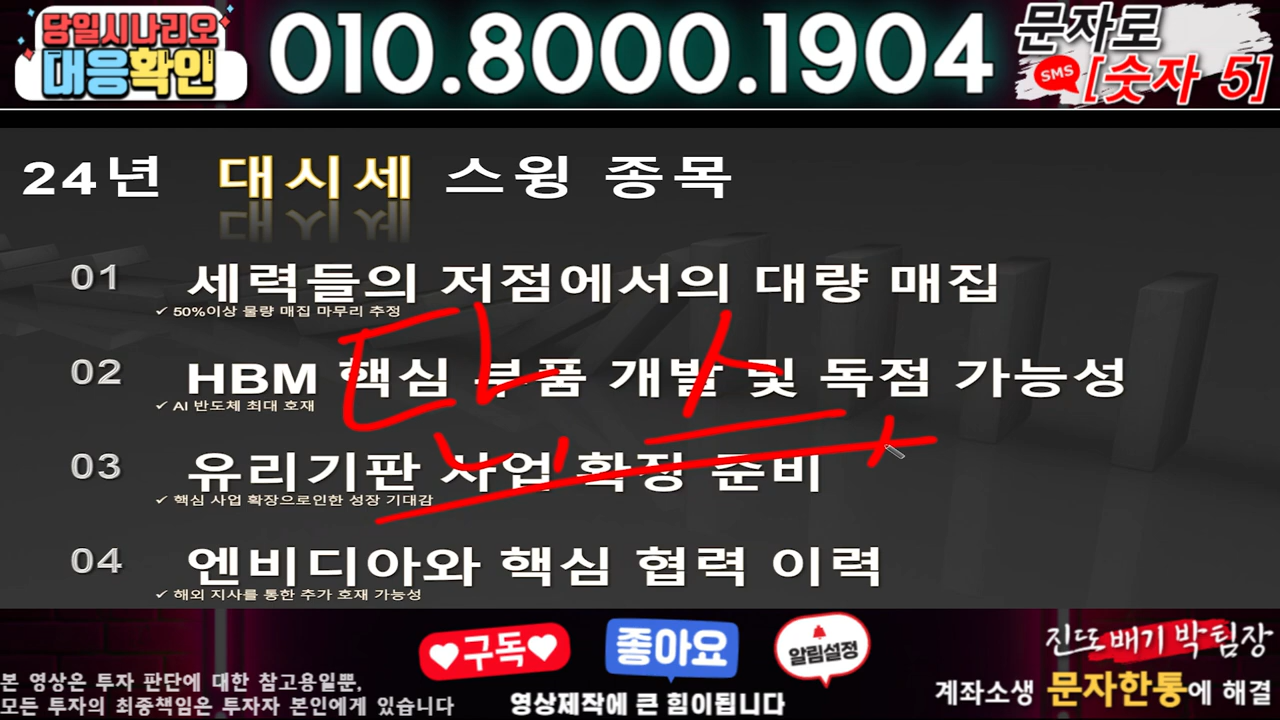 당일시나리오
대응확인
010.8000.1904
문자로
SMS [숫자 5]
24년 대시세 스윙 종목
01 세력들의 저점에서의 대량 매집
✓ 50%이상 물량 매집 마무리 추정
02 HBM 핵심 부품 개발 및 독점 가능성
✓ AI 반도체 최대 호재
03 유리기판 사업 확장 준비
✓ 핵심 사업 확장으로인한 성장 기대감
04 엔비디아와 핵심 협력 이력
✓ 해외 지사를 통한 추가 호재 가능성
구독
좋아요
알림설정
영상제작에 큰 힘이됩니다
본 영상은 투자 판단에 대한 참고용일뿐,
모든 투자의 최종책임은 투자자 본인에게 있습니다
진또배기 박팀장
계좌소생 문자한통에 해결